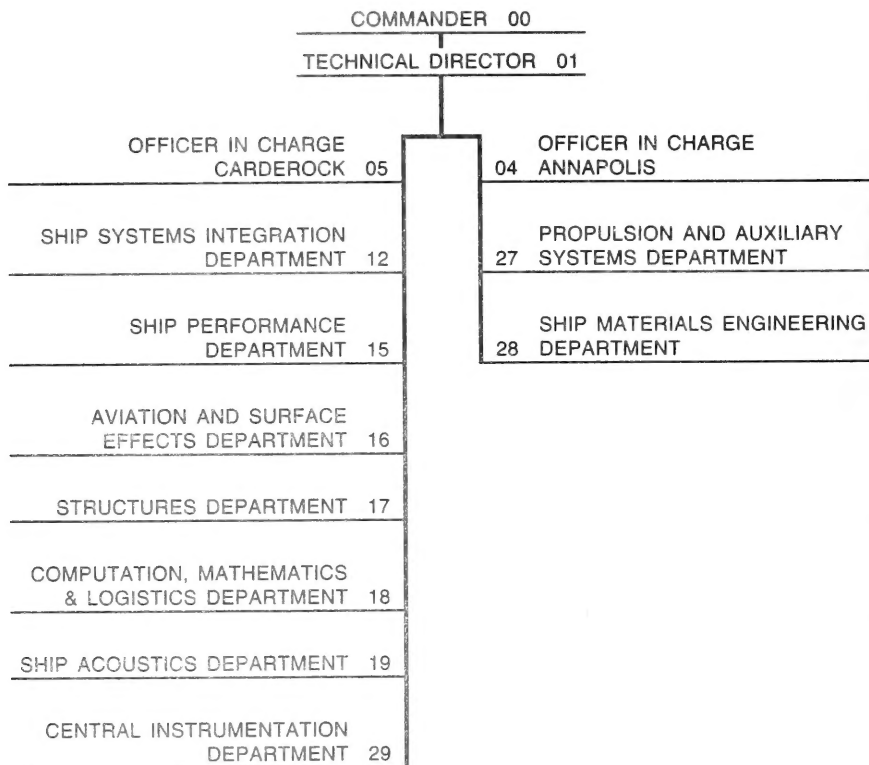 COMMANDER 00
TECHNICAL DIRECTOR 01
OFFICER IN CHARGE
CARDEROCK 05
SHIP SYSTEMS INTEGRATION
DEPARTMENT 12
SHIP PERFORMANCE
DEPARTMENT 15
AVIATION AND SURFACE
EFFECTS DEPARTMENT 16
STRUCTURES DEPARTMENT 17
COMPUTATION, MATHEMATICS
& LOGISTICS DEPARTMENT 18
SHIP ACOUSTICS DEPARTMENT 19
CENTRAL INSTRUMENTATION
DEPARTMENT 29
OFFICER IN CHARGE
04 ANNAPOLIS
PROPULSION AND AUXILIARY
27 SYSTEMS DEPARTMENT
SHIP MATERIALS ENGINEERING
28 DEPARTMENT